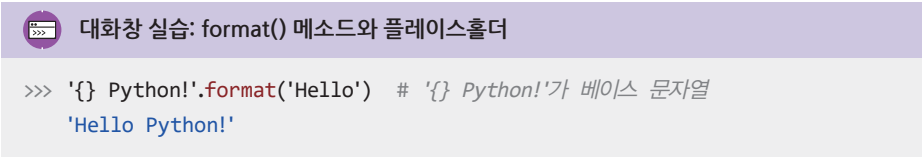 대화창 실습: format() 메소드와 플레이스홀더
>>> '{} Python!'.format('Hello')  # '{} Python!'가 베이스 문자열
'Hello Python!'